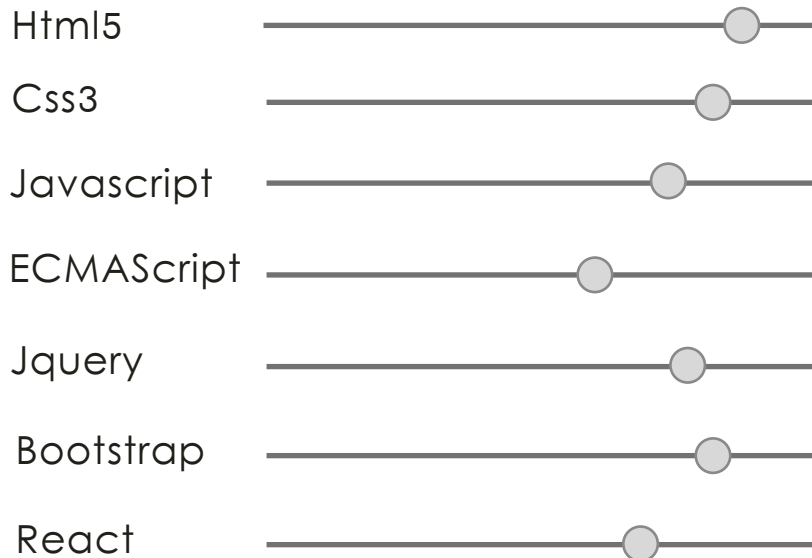 Html5
Css3
Javascript
ECMAScript
Jquery
Bootstrap
React